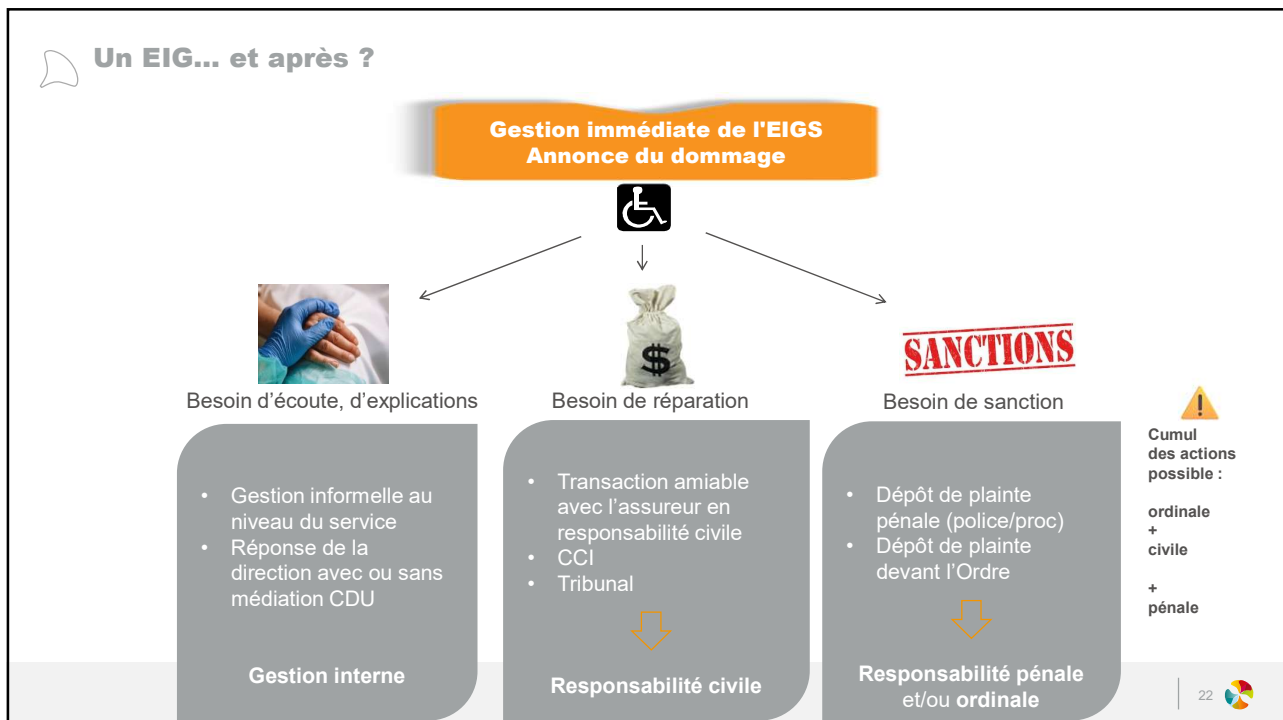 Un EIG... et après ?
Gestion immédiate de l'EIGS
Annonce du dommage
Besoin d'écoute, d'explications
• Gestion informelle au
niveau du service
• Réponse de la
direction avec ou sans
médiation CDU
Gestion interne
$
Besoin de réparation
• Transaction amiable
avec l'assureur en
responsabilité civile
• CCI
• Tribunal
Responsabilité civile
SANCTIONS
Besoin de sanction
• Dépôt de plainte
pénale (police/proc)
• Dépôt de plainte
devant l'Ordre
Responsabilité pénale
et/ou ordinale
Cumul
des actions
possible :
ordinale
+
civile
+
pénale
22